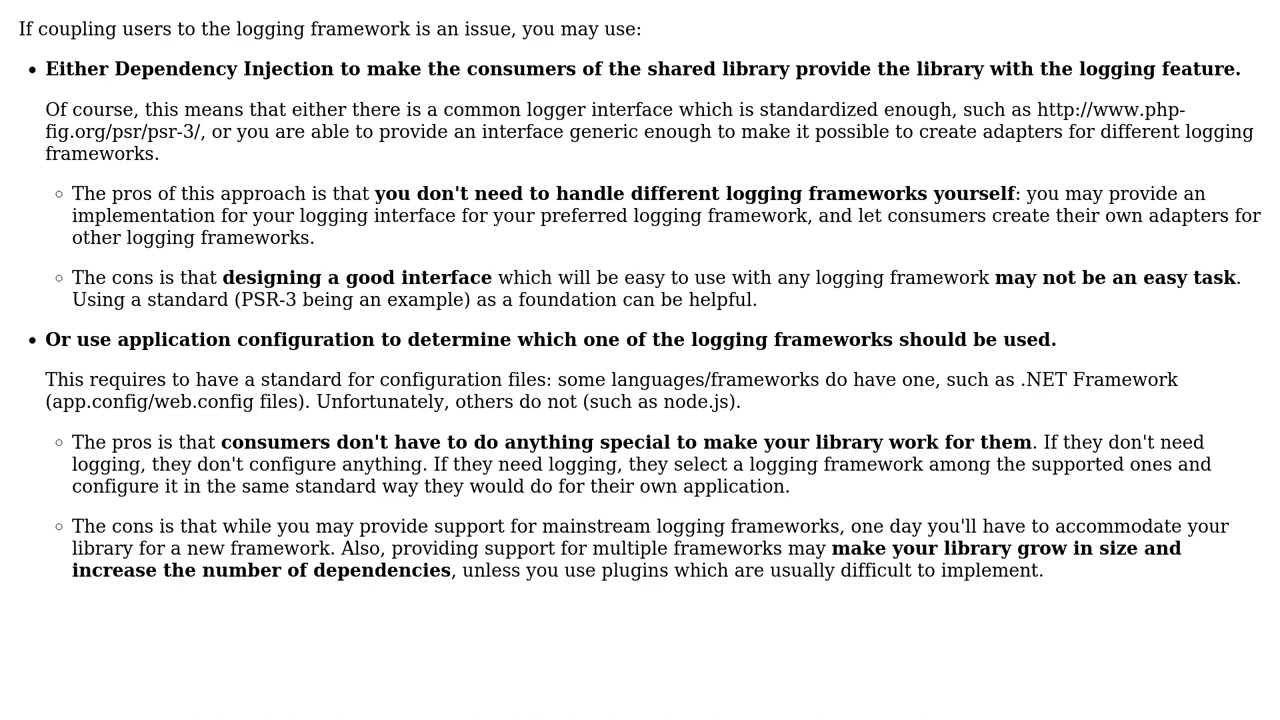 If coupling users to the logging framework is an issue, you may use:
• Either Dependency Injection to make the consumers of the shared library provide the library with the logging feature.
Of course, this means that either there is a common logger interface which is standardized enough, such as http://www.php-
fig.org/psr/psr-3/, or you are able to provide an interface generic enough to make it possible to create adapters for different logging
frameworks.
◦ The pros of this approach is that you don't need to handle different logging frameworks yourself: you may provide an
implementation for your logging interface for your preferred logging framework, and let consumers create their own adapters for
other logging frameworks.
◦ The cons is that designing a good interface which will be easy to use with any logging framework may not be an easy task.
Using a standard (PSR-3 being an example) as a foundation can be helpful.
• Or use application configuration to determine which one of the logging frameworks should be used.
This requires to have a standard for configuration files: some languages/frameworks do have one, such as .NET Framework
(app.config/web.config files). Unfortunately, others do not (such as node.js).
◦ The pros is that consumers don't have to do anything special to make your library work for them. If they don't need
logging, they don't configure anything. If they need logging, they select a logging framework among the supported ones and
configure it in the same standard way they would do for their own application.
◦ The cons is that while you may provide support for mainstream logging frameworks, one day you'll have to accommodate your
library for a new framework. Also, providing support for multiple frameworks may make your library grow in size and
increase the number of dependencies, unless you use plugins which are usually difficult to implement.